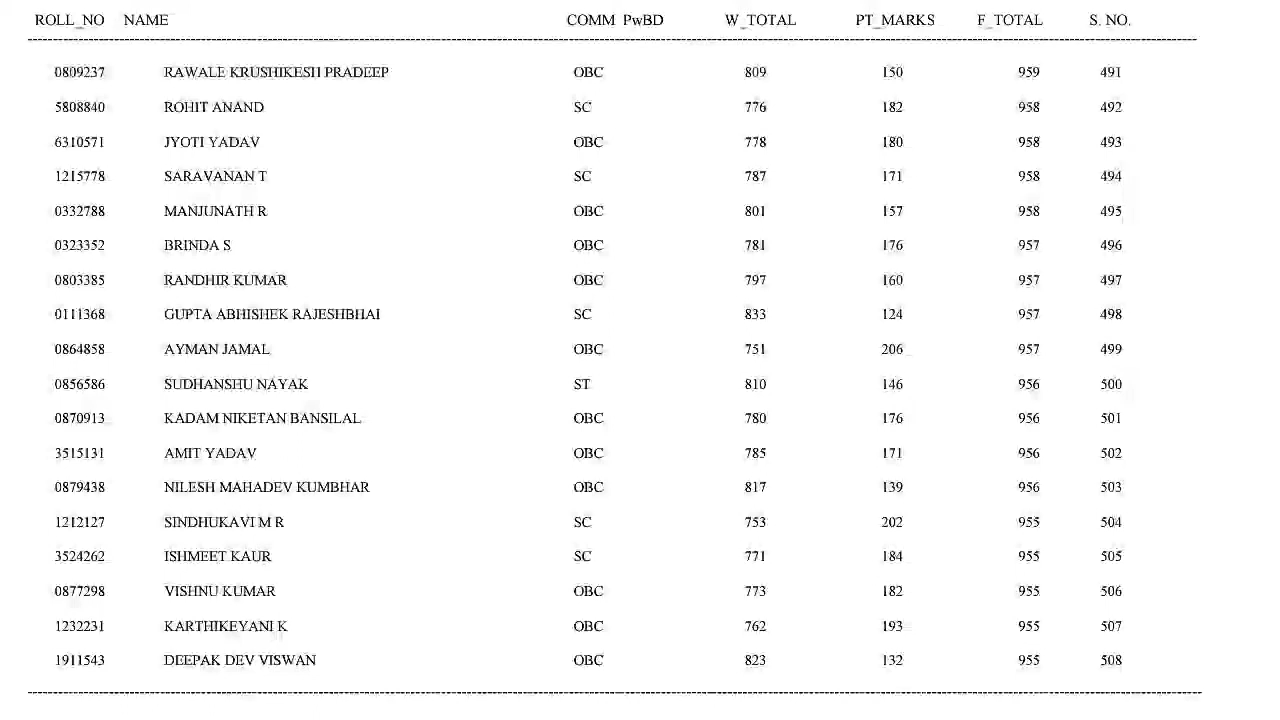 ROLL_NO NAME COMM PwBD W_TOTAL PT_MARKS F_TOTAL S. NO.
0809237 RAWALE KRUSHIKESH PRADEEP OBC 809 150 959 491
5808840 ROHIT ANAND SC 776 182 958 492
6310571 JYOTI YADAV OBC 778 180 958 493
1215778 SARAVANAN T SC 787 171 958 494
0332788 MANJUNATH R OBC 801 157 958 495
0323352 BRINDA S OBC 781 176 957 496
0803385 RANDHIR KUMAR OBC 797 160 957 497
0111368 GUPTA ABHISHEK RAJESHBHAI SC 833 124 957 498
0864858 AYMAN JAMAL OBC 751 206 957 499
0856586 SUDHANSHU NAYAK ST 810 146 956 500
0870913 KADAM NIKETAN BANSILAL OBC 780 176 956 501
3515131 AMIT YADAV OBC 785 171 956 502
0879438 NILESH MAHADEV KUMBHAR OBC 817 139 956 503
1212127 SINDHUKAVI M R SC 753 202 955 504
3524262 ISHMEET KAUR SC 771 184 955 505
0877298 VISHNU KUMAR OBC 773 182 955 506
1232231 KARTHIKEYANI K OBC 762 193 955 507
1911543 DEEPAK DEV VISWAN OBC 823 132 955 508